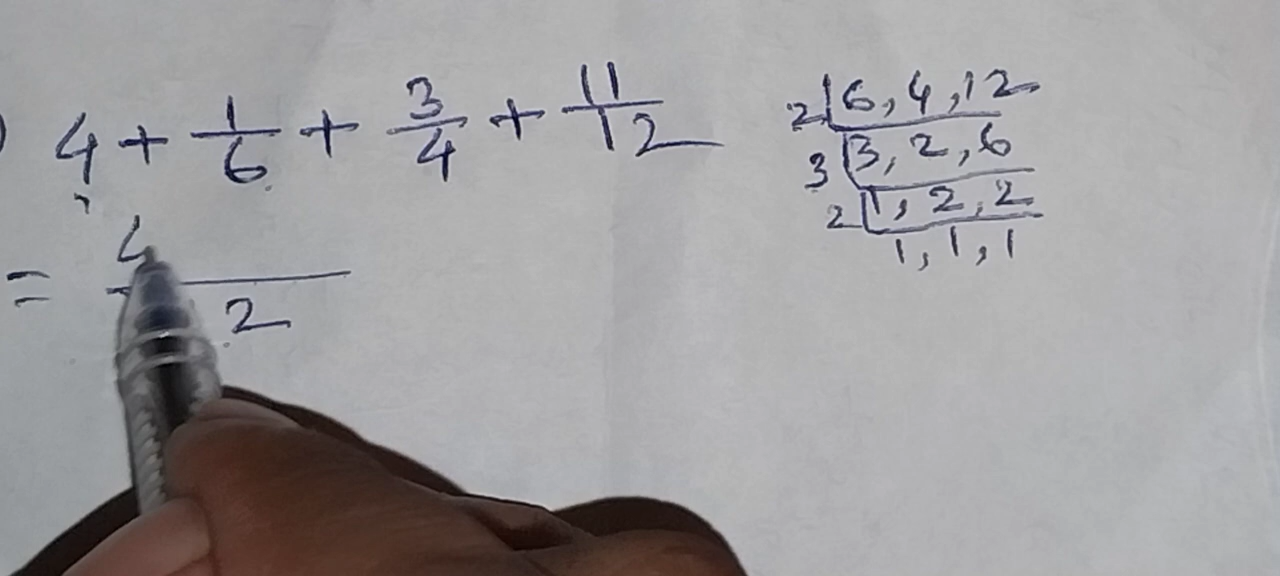 ) 4 + 1/6 + 3/4 + 11/12
2 | 6, 4, 12
3 | 3, 2, 6
2 | 1, 2, 2
1, 1, 1
= 4 / 2